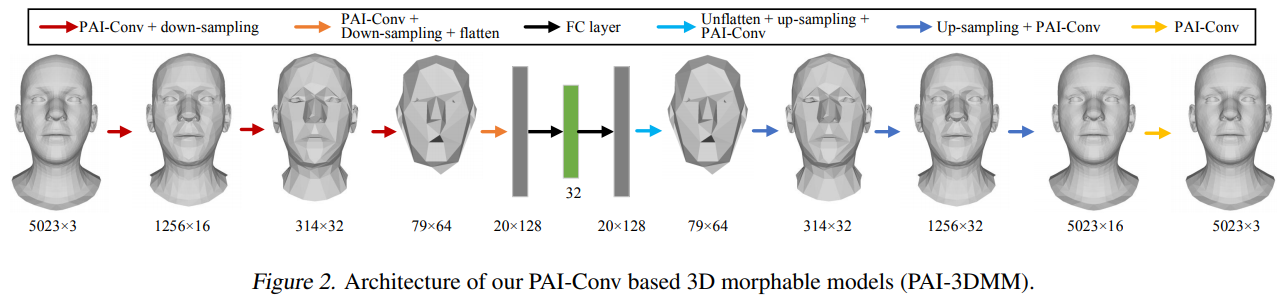 PAI-Conv + down-sampling
PAI-Conv +
Down-sampling + flatten
FC layer
Unflatten + up-sampling +
PAI-Conv
Up-sampling + PAI-Conv
PAI-Conv
32
5023×3 1256×16 314×32 79×64 20×128 20×128 79×64 314×32 1256×32 5023×16 5023×3
Figure 2. Architecture of our PAI-Conv based 3D morphable models (PAI-3DMM).